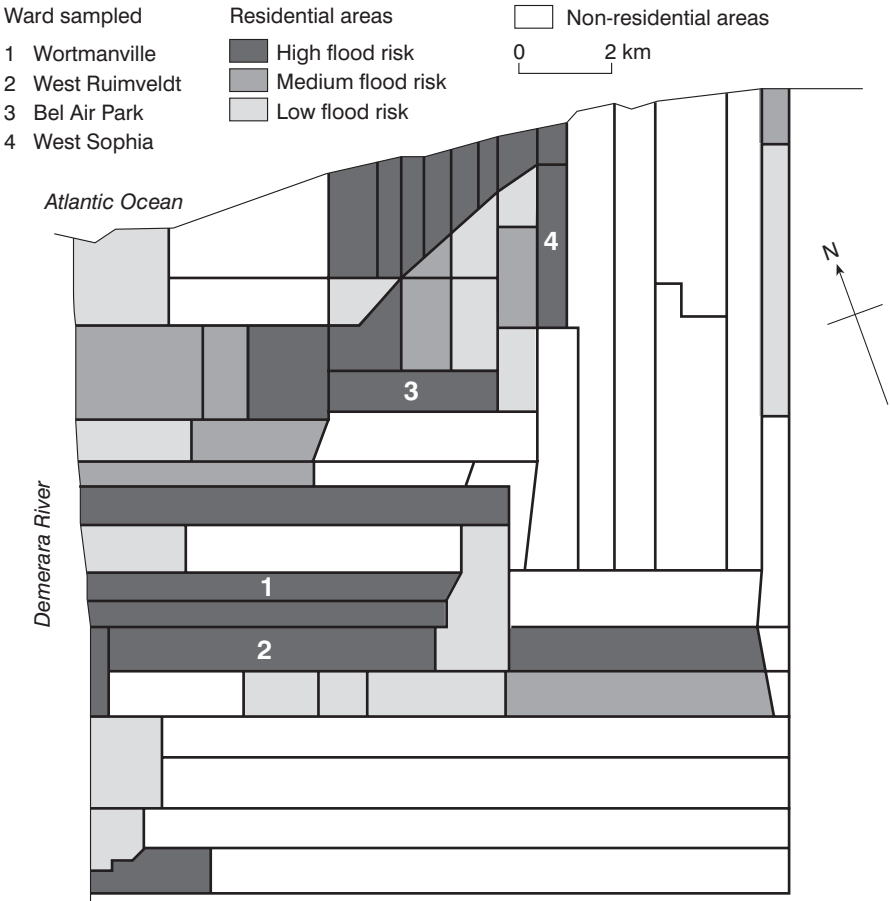 Ward sampled
1 Wortmanville
2 West Ruimveldt
3 Bel Air Park
4 West Sophia
Residential areas
High flood risk
Medium flood risk
Low flood risk
Non-residential areas
0 2 km
Atlantic Ocean
4
N
3
Demerara River
1
2